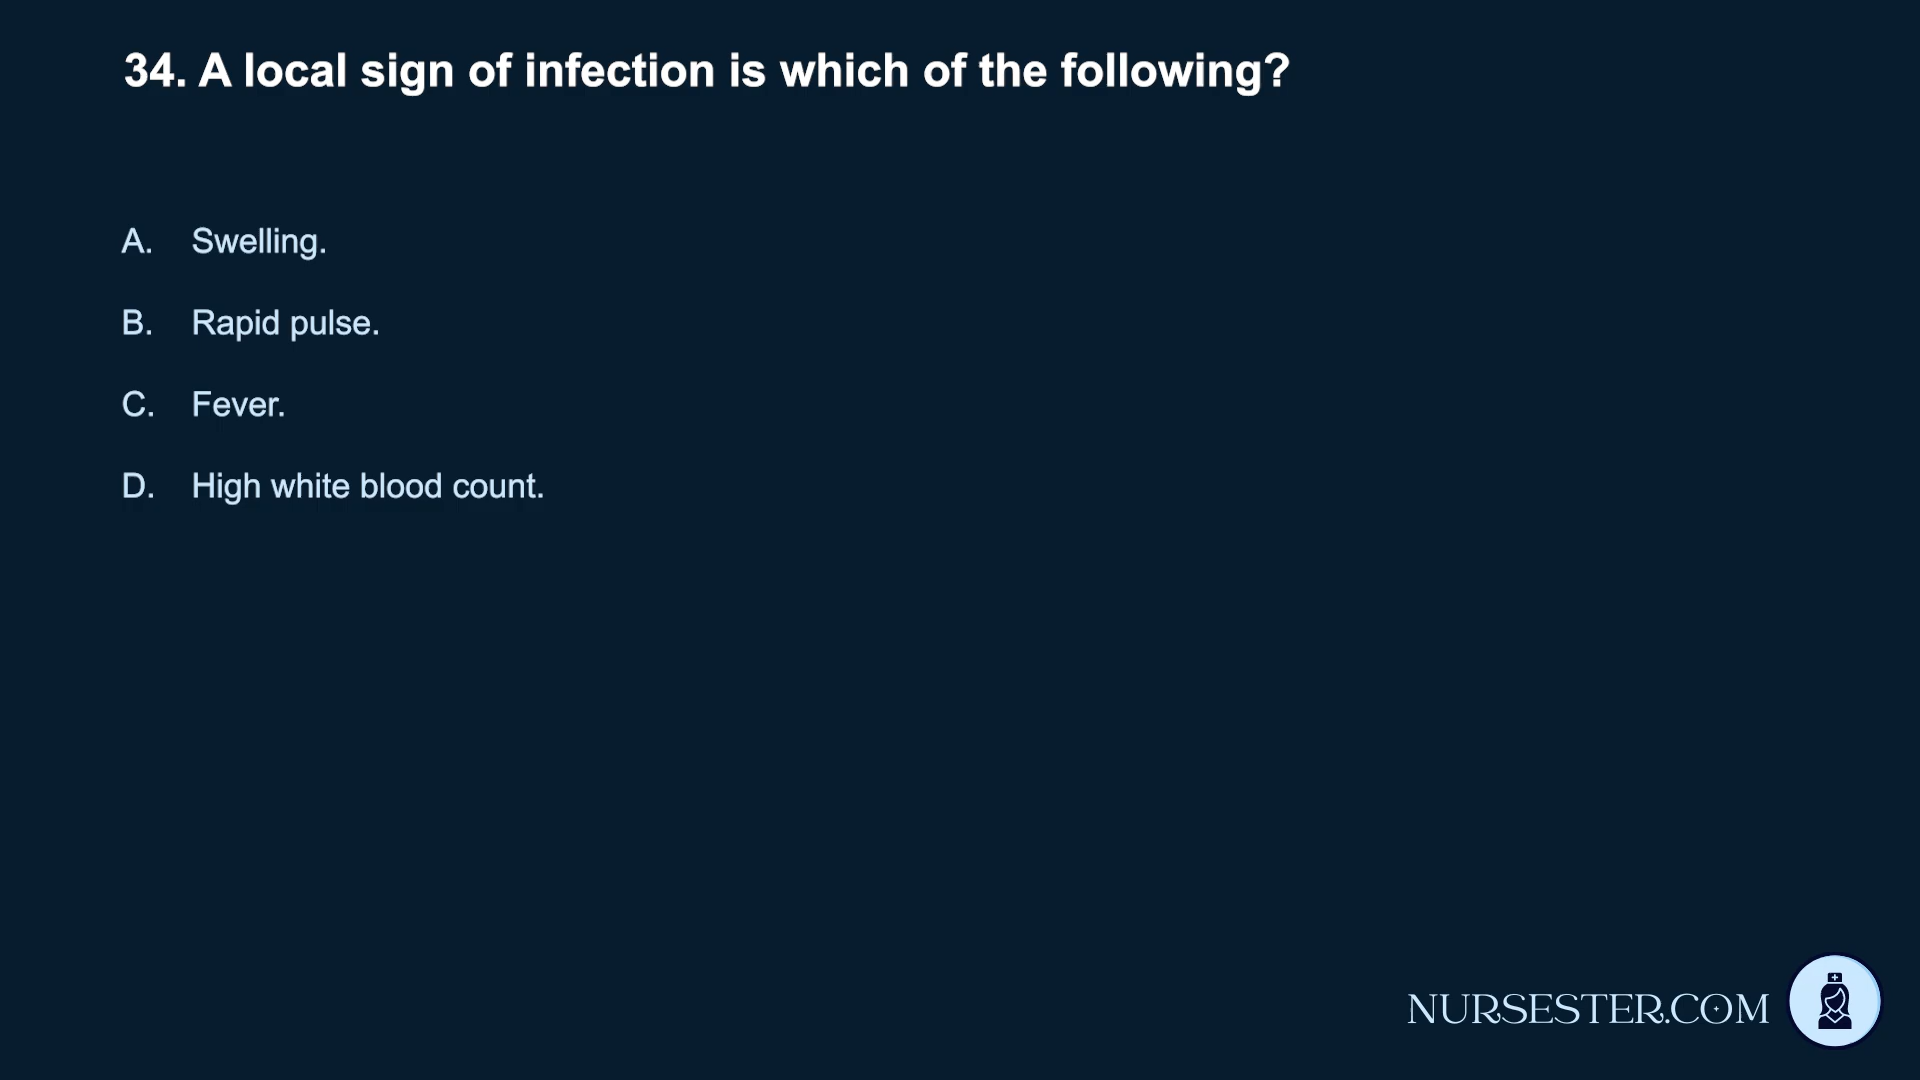 34. A local sign of infection is which of the following?
A. Swelling.
B. Rapid pulse.
C. Fever.
D. High white blood count.
NURSESTER.COM